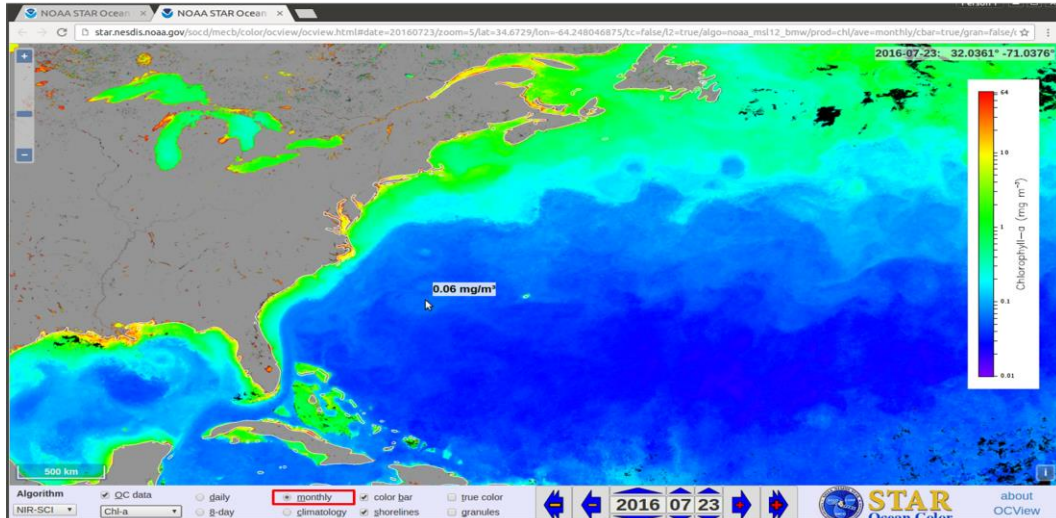 NOAA STAR Ocean
NOAA STAR Ocean
star.nesdis.noaa.gov/socd/mecb/color/ocview/ocview.html#date=20160723/zoom=5/lat=34.6729/lon=-64.248046875/tc=false/l2=true/algo=noaa_msl12_bmw/prod=chl/ave=monthly/cbar=true/gran=false/
2016-07-23: 32.0361° -71.0376°
+
64
10
1
0.1
0.01
Chlorophyll-α (mg m⁻³)
0.06 mg/m³
500 km
i
Algorithm
NIR-SCI
OC data
Chl-a
daily
8-day
monthly
climatology
color bar
shorelines
true color
granules
2016 07 23
STAR
Ocean Color
about
OCView